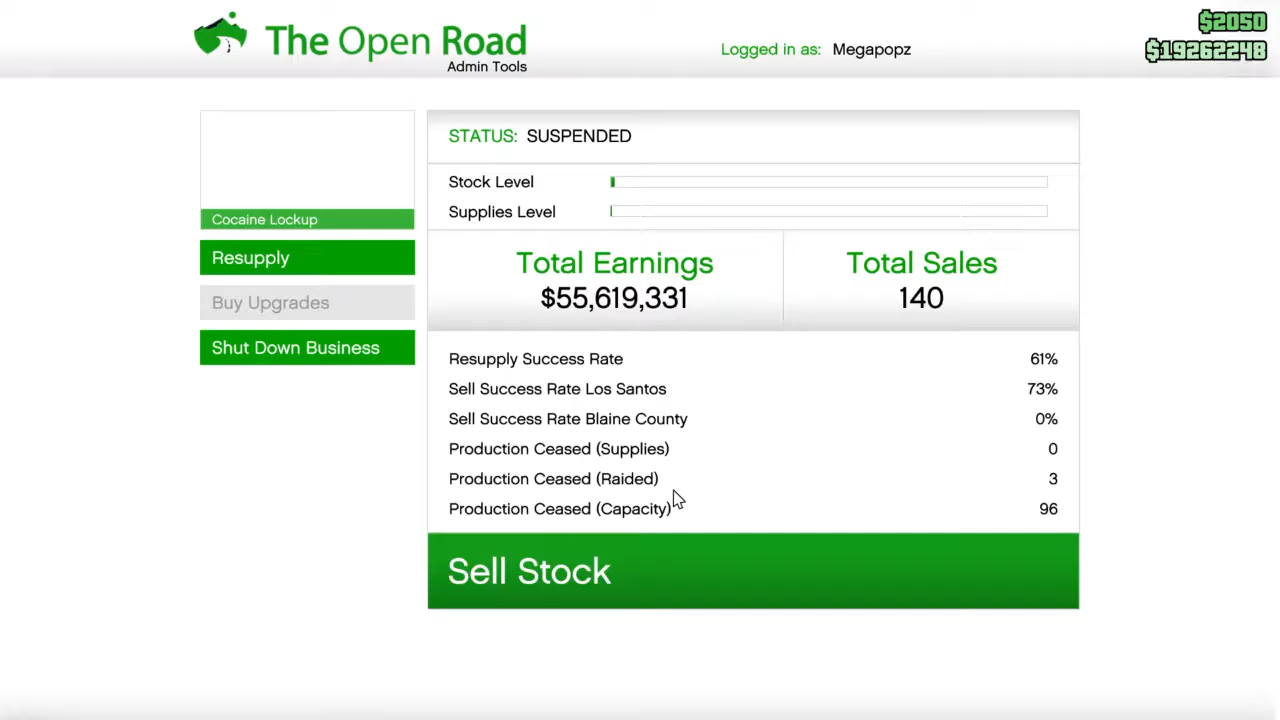 The Open Road
Admin Tools
Logged in as: Megapopz
$2050
$19262248
Cocaine Lockup
Resupply
Buy Upgrades
Shut Down Business
STATUS: SUSPENDED
Stock Level
Supplies Level
Total Earnings
$55,619,331
Total Sales
140
Resupply Success Rate 61%
Sell Success Rate Los Santos 73%
Sell Success Rate Blaine County 0%
Production Ceased (Supplies) 0
Production Ceased (Raided) 3
Production Ceased (Capacity) 96
Sell Stock